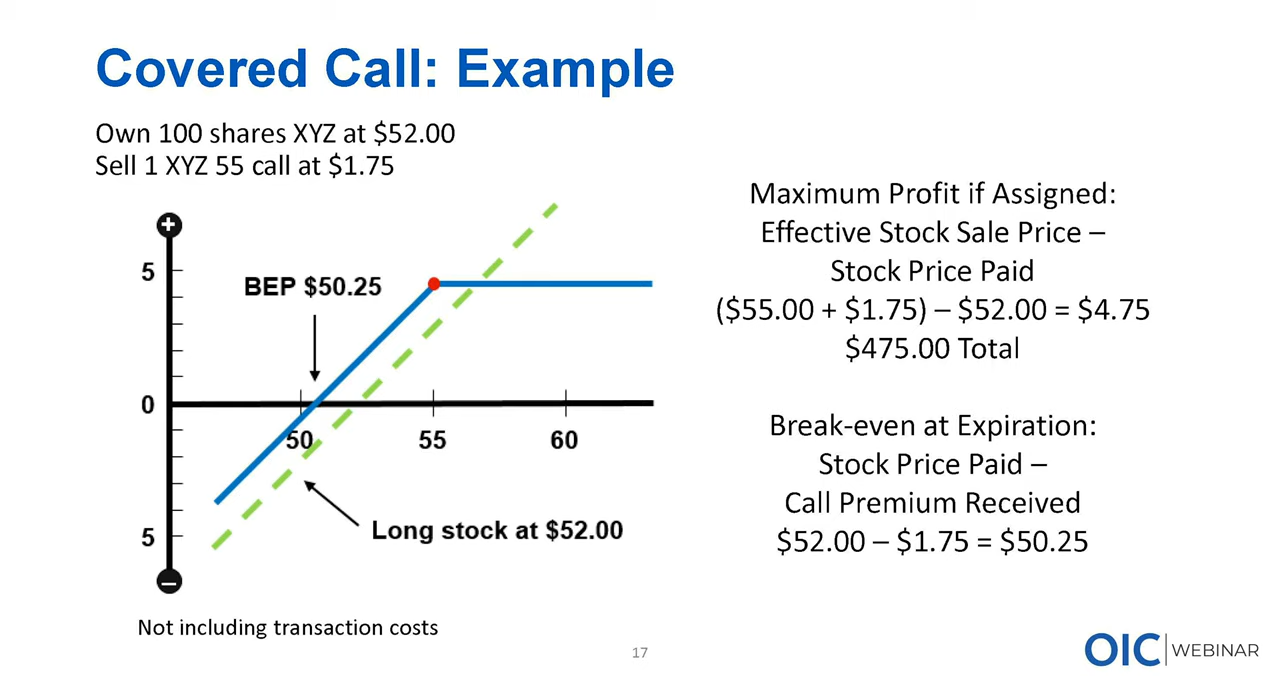 Covered Call: Example
Own 100 shares XYZ at $52.00
Sell 1 XYZ 55 call at $1.75
+
5
BEP $50.25
0
50
55
60
5
Long stock at $52.00
–
Not including transaction costs
Maximum Profit if Assigned:
Effective Stock Sale Price –
Stock Price Paid
($55.00 + $1.75) – $52.00 = $4.75
$475.00 Total
Break-even at Expiration:
Stock Price Paid –
Call Premium Received
$52.00 – $1.75 = $50.25
17
OIC WEBINAR